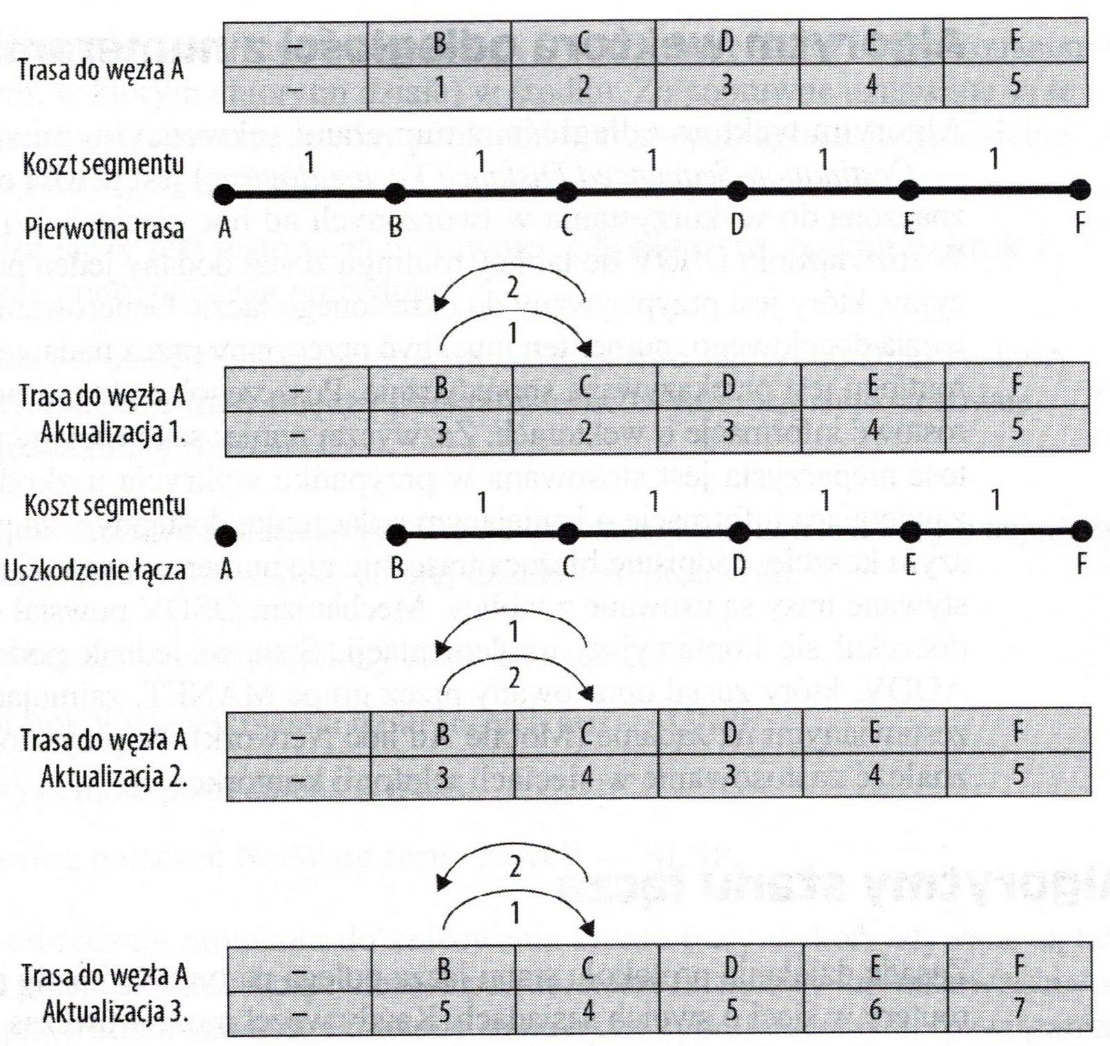 B C D E F
Trasa do węzła A
1 2 3 4 5
Koszt segmentu 1 1 1 1 1
Pierwotna trasa A B C D E F
2
1
Trasa do węzła A B C D E F
Aktualizacja 1. 3 2 3 4 5
Koszt segmentu 1 1 1 1
Uszkodzenie łącza A B C D E F
1
2
Trasa do węzła A B C D E F
Aktualizacja 2. 3 4 3 4 5
2
1
Trasa do węzła A – B C D E F
Aktualizacja 3. – 5 4 5 6 7